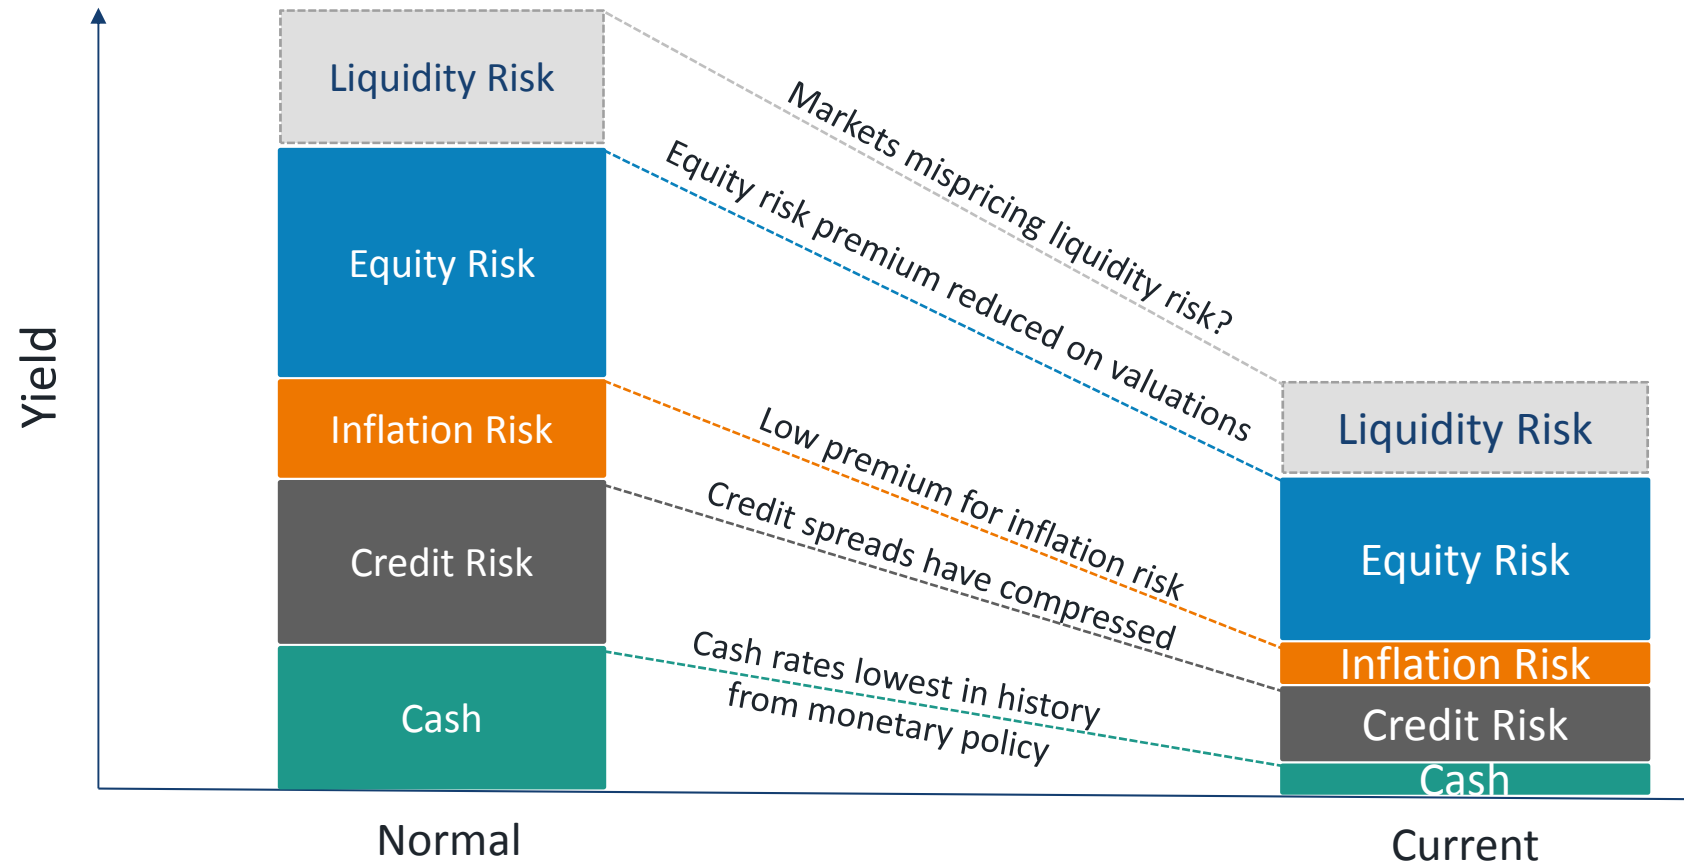 Yield
Liquidity Risk
Equity Risk
Inflation Risk
Credit Risk
Cash
Normal
Markets mispricing liquidity risk?
Equity risk premium reduced on valuations
Low premium for inflation risk
Credit spreads have compressed
Cash rates lowest in history
from monetary policy
Liquidity Risk
Equity Risk
Inflation Risk
Credit Risk
Cash
Current